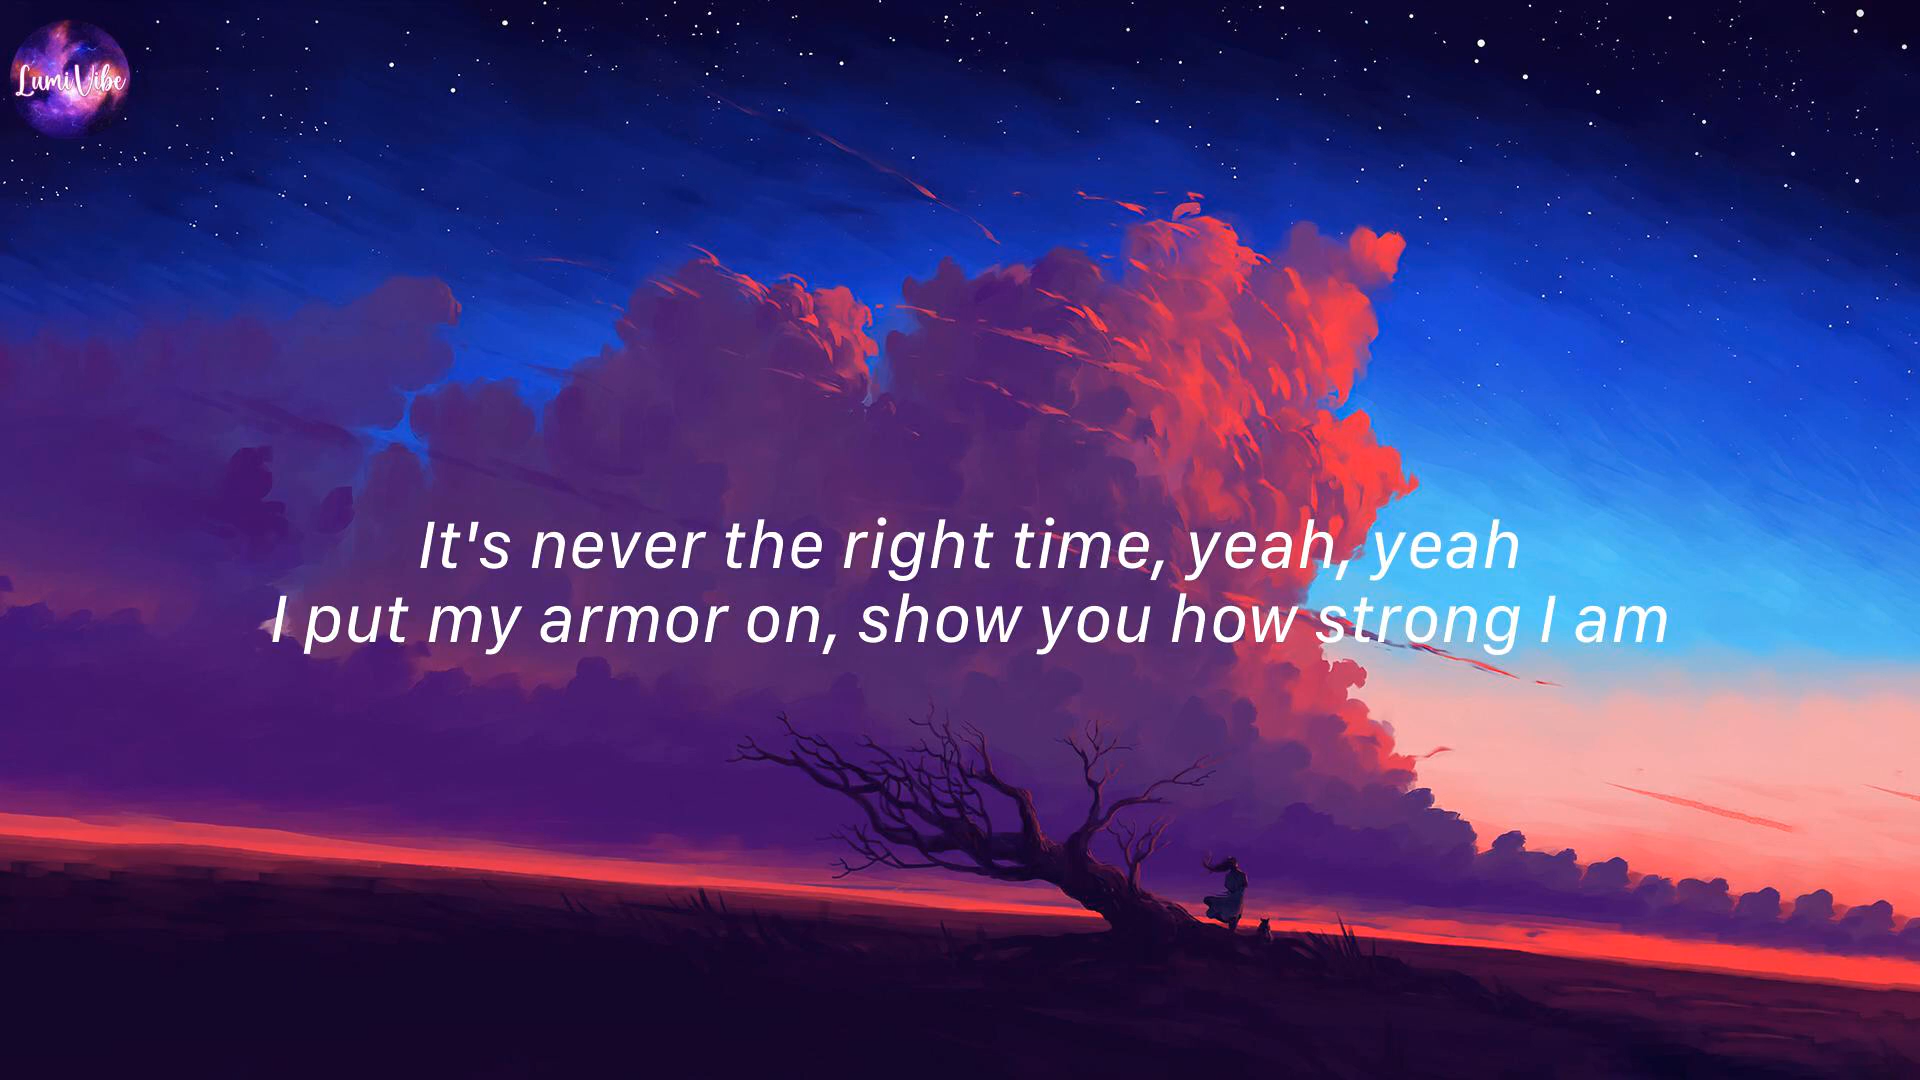 LumiVibe
It's never the right time, yeah, yeah
I put my armor on, show you how strong I am